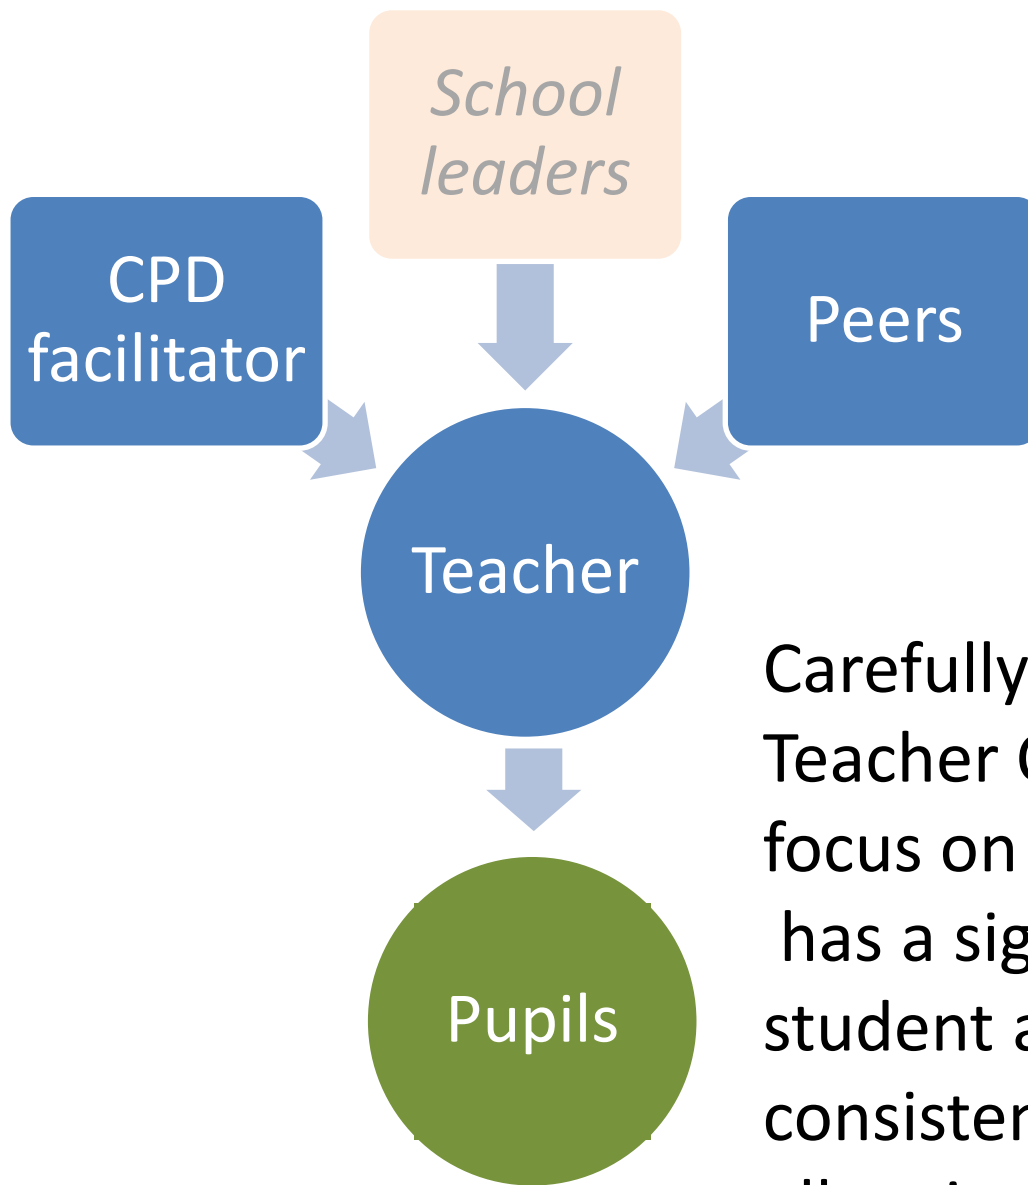 School
leaders
CPD
facilitator
Peers
Teacher
Pupils
Carefully
Teacher
focus on
has a
student